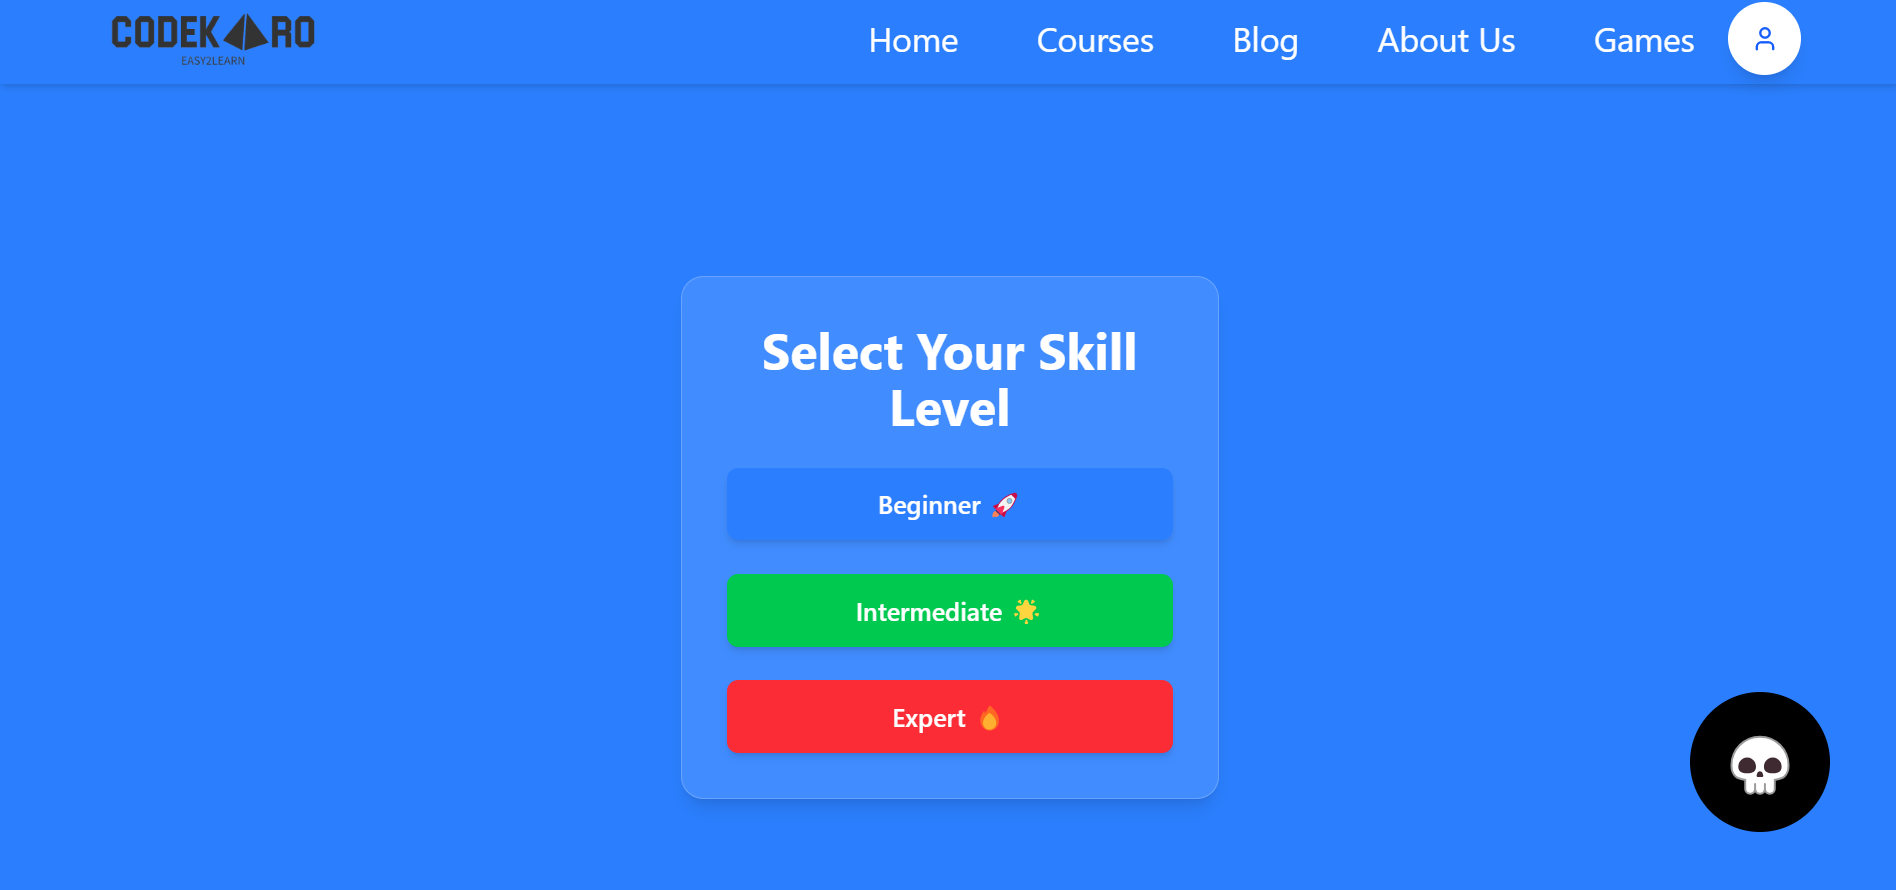 CODEKARO
EASY2LEARN
Home Courses Blog About Us Games
Select Your Skill
Level
Beginner 🚀
Intermediate 🌟
Expert 🔥